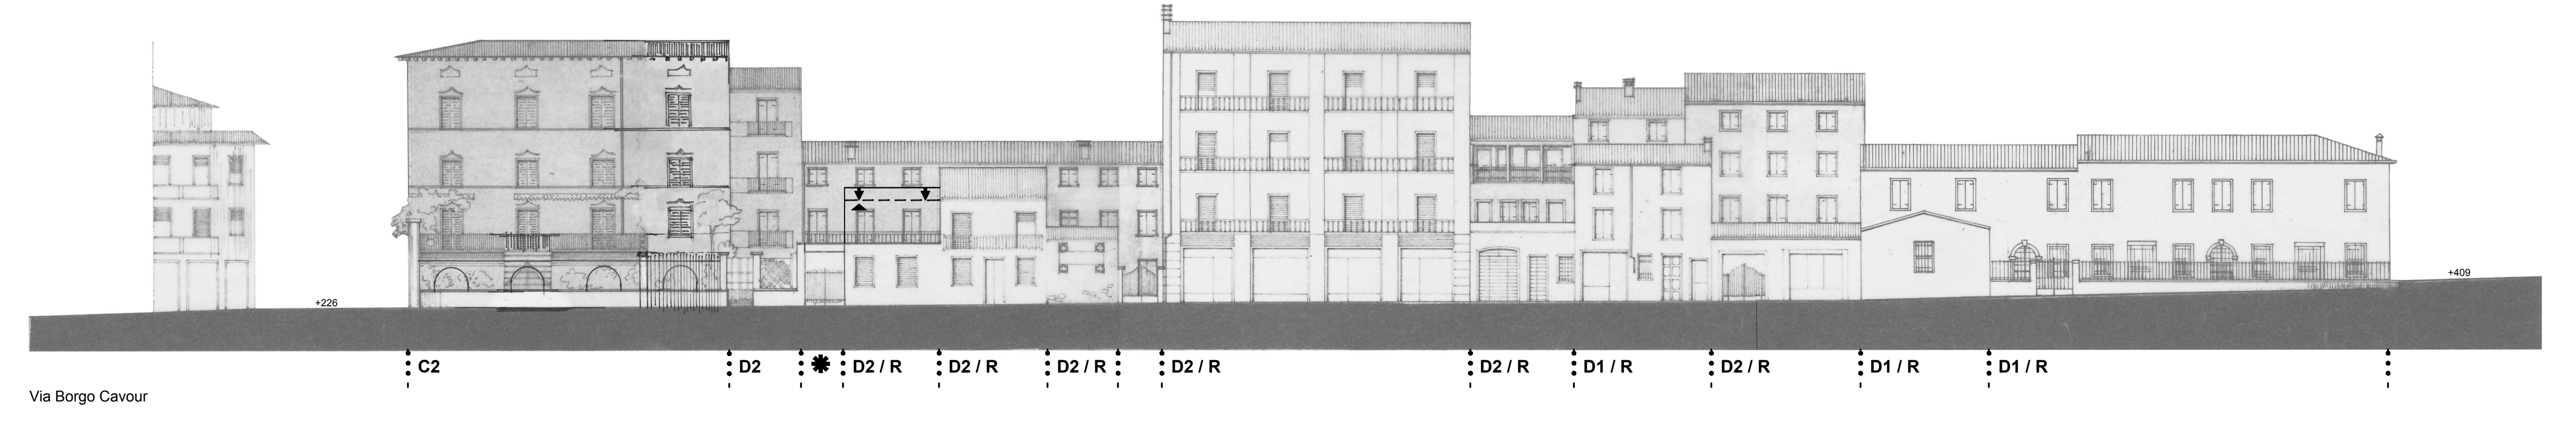 +226
+409
C2
D2
✱
D2 / R
D2 / R
D2 / R
D2 / R
D2 / R
D1 / R
D2 / R
D1 / R
D1 / R
Via Borgo Cavour